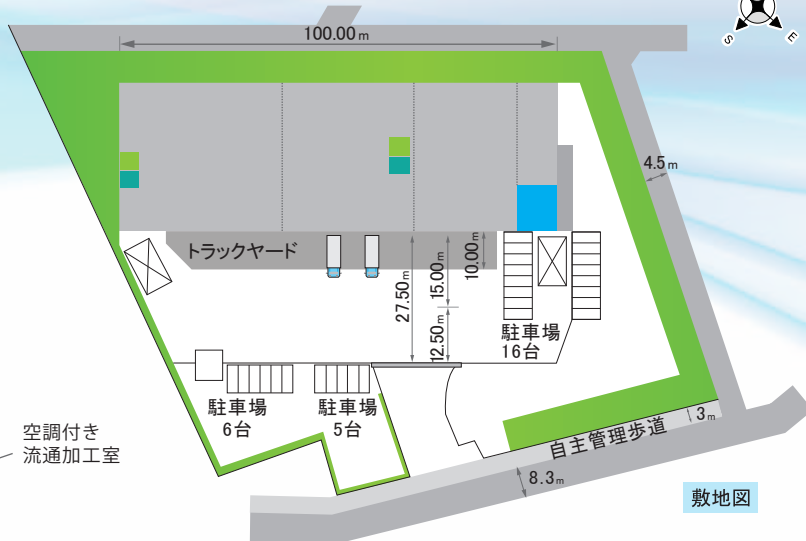 S
E
100.00m
4.5m
トラックヤード
27.50m
15.00m
10.00m
12.50m
駐車場
16台
駐車場
6台
駐車場
5台
空調付き
流通加工室
自主管理歩道
3m
8.3m
敷地図